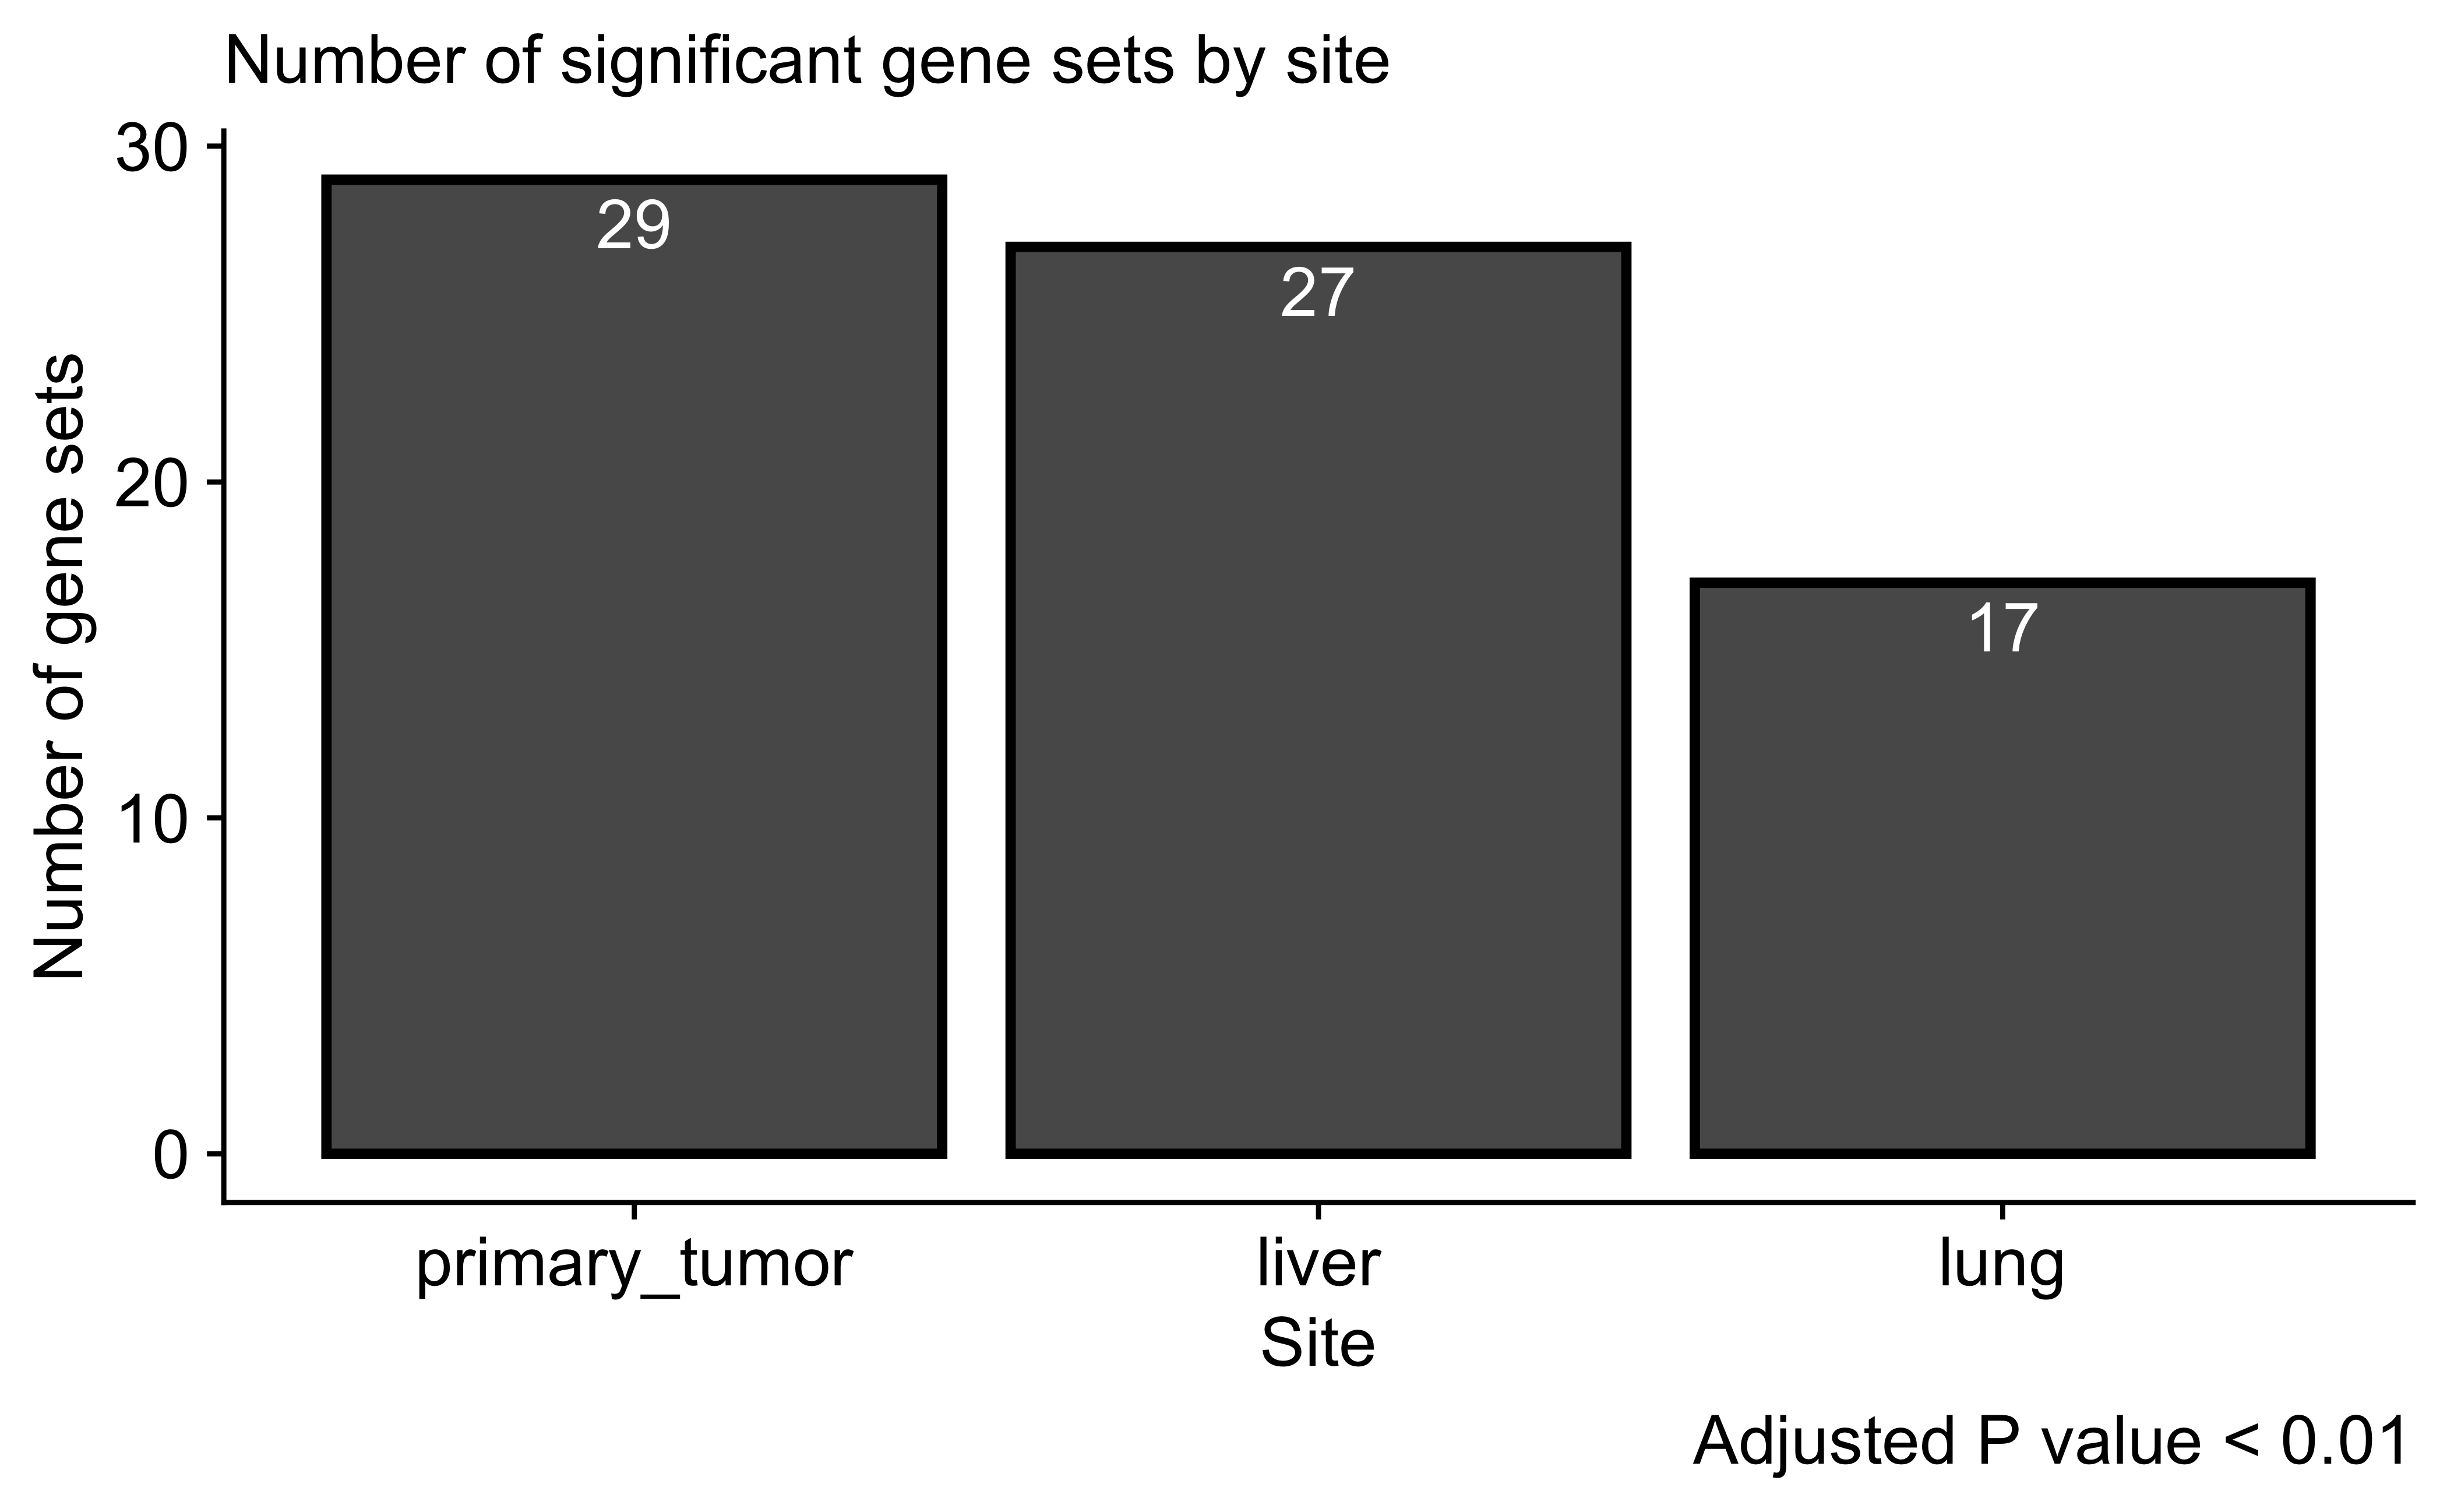 Number of significant gene sets by site
Number of gene sets
30
20
10
0
29
27
17
primary_tumor
liver
lung
Site
Adjusted P value < 0.01